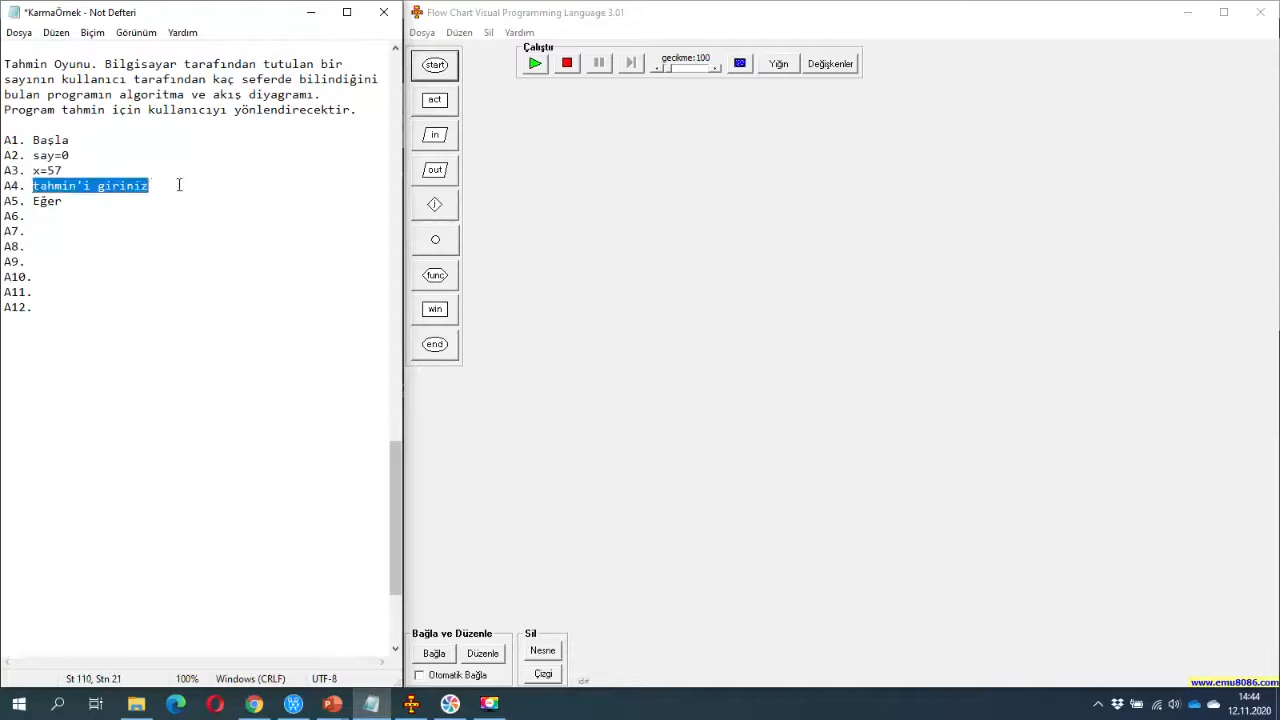 *KarmaÖrnek - Not Defteri
Dosya Düzen Biçim Görünüm Yardım
Tahmin Oyunu. Bilgisayar tarafından tutulan bir
sayının kullanıcı tarafından kaç seferde bilindiğini
bulan programın algoritma ve akış diyagramı.
Program tahmin için kullanıcıyı yönlendirecektir.
A1. Başla
A2. say=0
A3. x=57
A4. tahmin'i giriniz
A5. Eğer
A6.
A7.
A8.
A9.
A10.
A11.
A12.
St 110, Stn 21 100% Windows (CRLF) UTF-8
Flow Chart Visual Programming Language 3.01
Dosya Düzen Sil Yardım
Çalıştır
gecikme:100
Yığın
Değişkenler
start
act
in
out
i
func
win
end
Bağla ve Düzenle
Bağla Düzenle
Otomatik Bağla
Sil
Nesne
Çizgi
idle
www.emu8086.com
14:44
12.11.2020